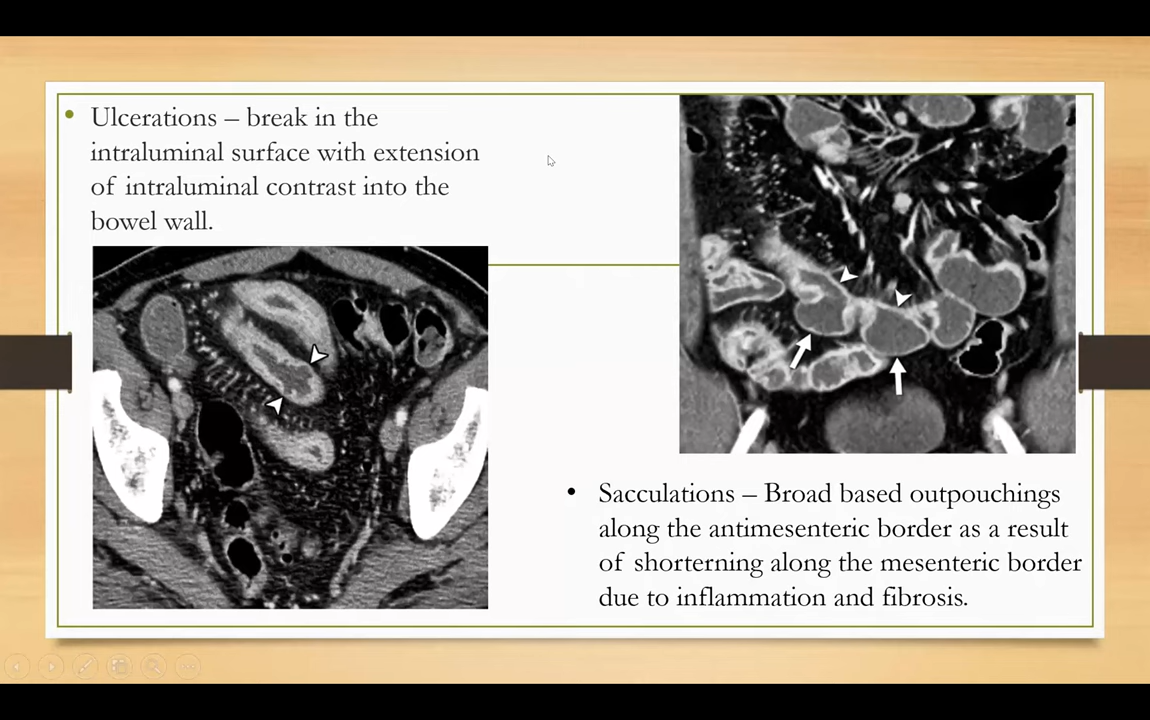 Ulcerations – break in the
intraluminal surface with extension
of intraluminal contrast into the
bowel wall.
Sacculations – Broad based outpouchings
along the antimesenteric border as a result
of shorterning along the mesenteric border
due to inflammation and fibrosis.